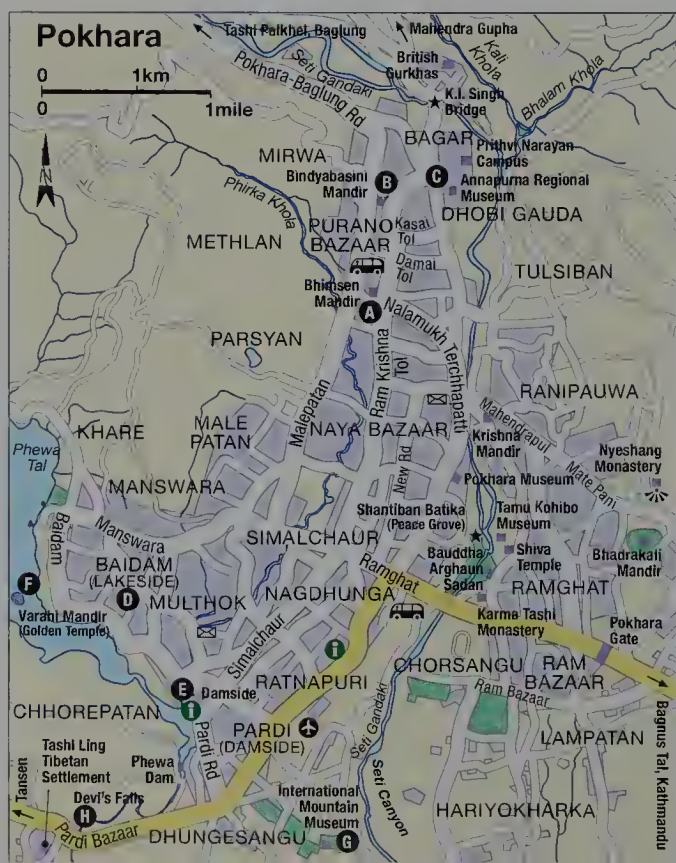 Pokhara
0 1km
0 1mile
N
Tashi Palkhel, Baglung
Mahendra Gupha
Seti Gandaki
Pokhara-Baglung Rd
British
Gurkhas
Kali
Khola
K.I. Singh
Bridge
Bhalam Khola
BAGAR
MIRWA
Prithvi Narayan
Campus
Bindyabasini
Mandir
B
C
Annapurna Regional
Museum
Phirka Khola
DHOBI GAUDA
PURANO
BAZAAR
Kasai
Tol
METHLAN
Damai
Tol
TULSIBAN
Bhimsen
Mandir
A
Nalamukh Terchhapatti
PARSYAN
Ram Krishna
Tol
RANIPAUWA
Malepatan
KHARE
MALE
PATAN
NAYA BAZAAR
Mahendrapul
Mate Pani
Krishna
Mandir
Nyeshang
Monastery
Phewa
Tal
MANSWARA
New Rd
Pokhara Museum
Shantiban Batika
(Peace Grove)
Tamu Kohibo
Museum
Baidam
Manswara
SIMALCHAUR
BAIDAM
(LAKESIDE)
Ramghat
Bauddha
Arghaun
Sadan
Shiva
Temple
Bhadrakali
Mandir
F
D
MULTHOK
NAGDHUNGA
RAMGHAT
Varahi Mandir
(Golden Temple)
Karma Tashi
Monastery
Pokhara
Gate
Simalchaur
i
CHORSANGU
RAM
BAZAAR
Ram Bazaar
E
Damside
RATNAPURI
CHHOREPATAN
i
Pardi Rd
PARDI
(DAMSIDE)
Seti Gandaki
LAMPATAN
Bagnus Tal, Kathmandu
Tashi Ling
Tibetan
Settlement
Phewa
Dam
Tansen
Devi's Falls
H
International
Mountain
Museum
Seti Canyon
HARIYOKHARKA
Pardi Bazaar
DHUNGESANGU
G